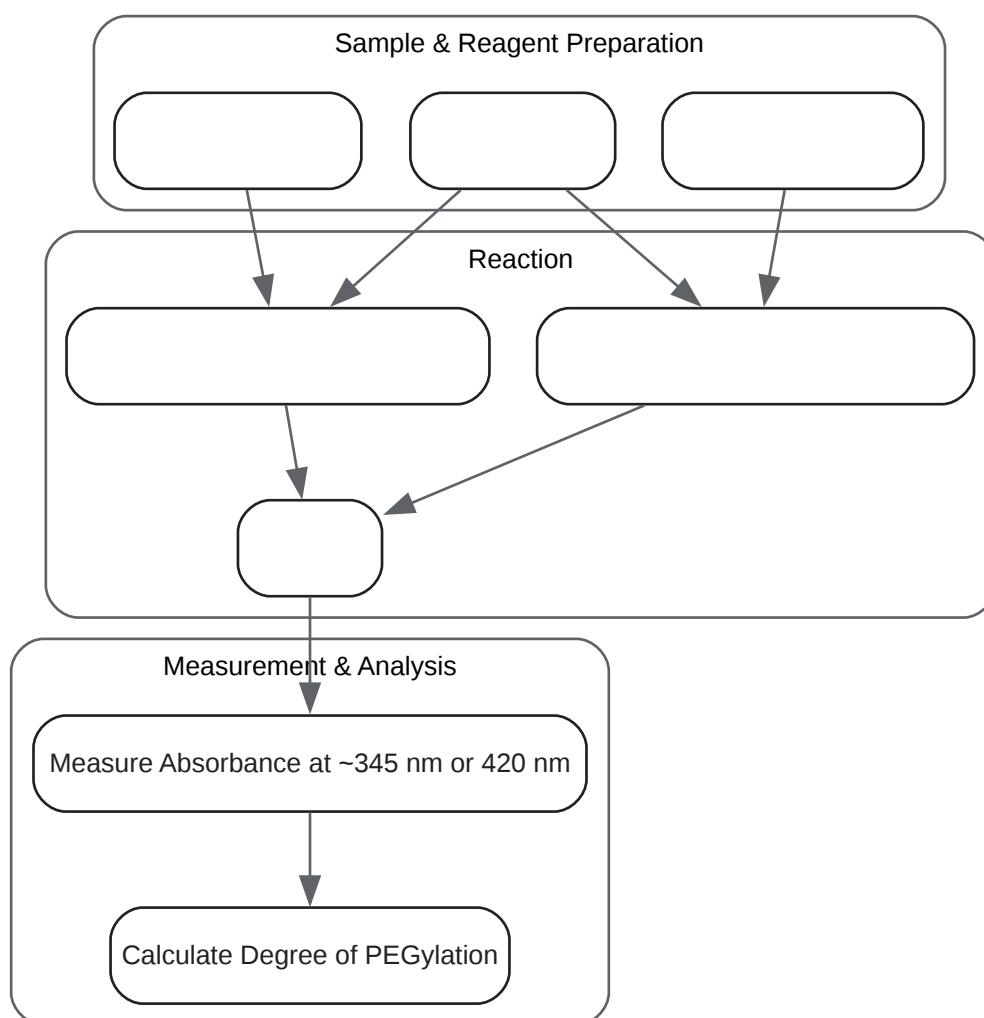 Sample & Reagent Preparation
Reaction
Measurement & Analysis
Measure Absorbance at ~345 nm or 420 nm
Calculate Degree of PEGylation